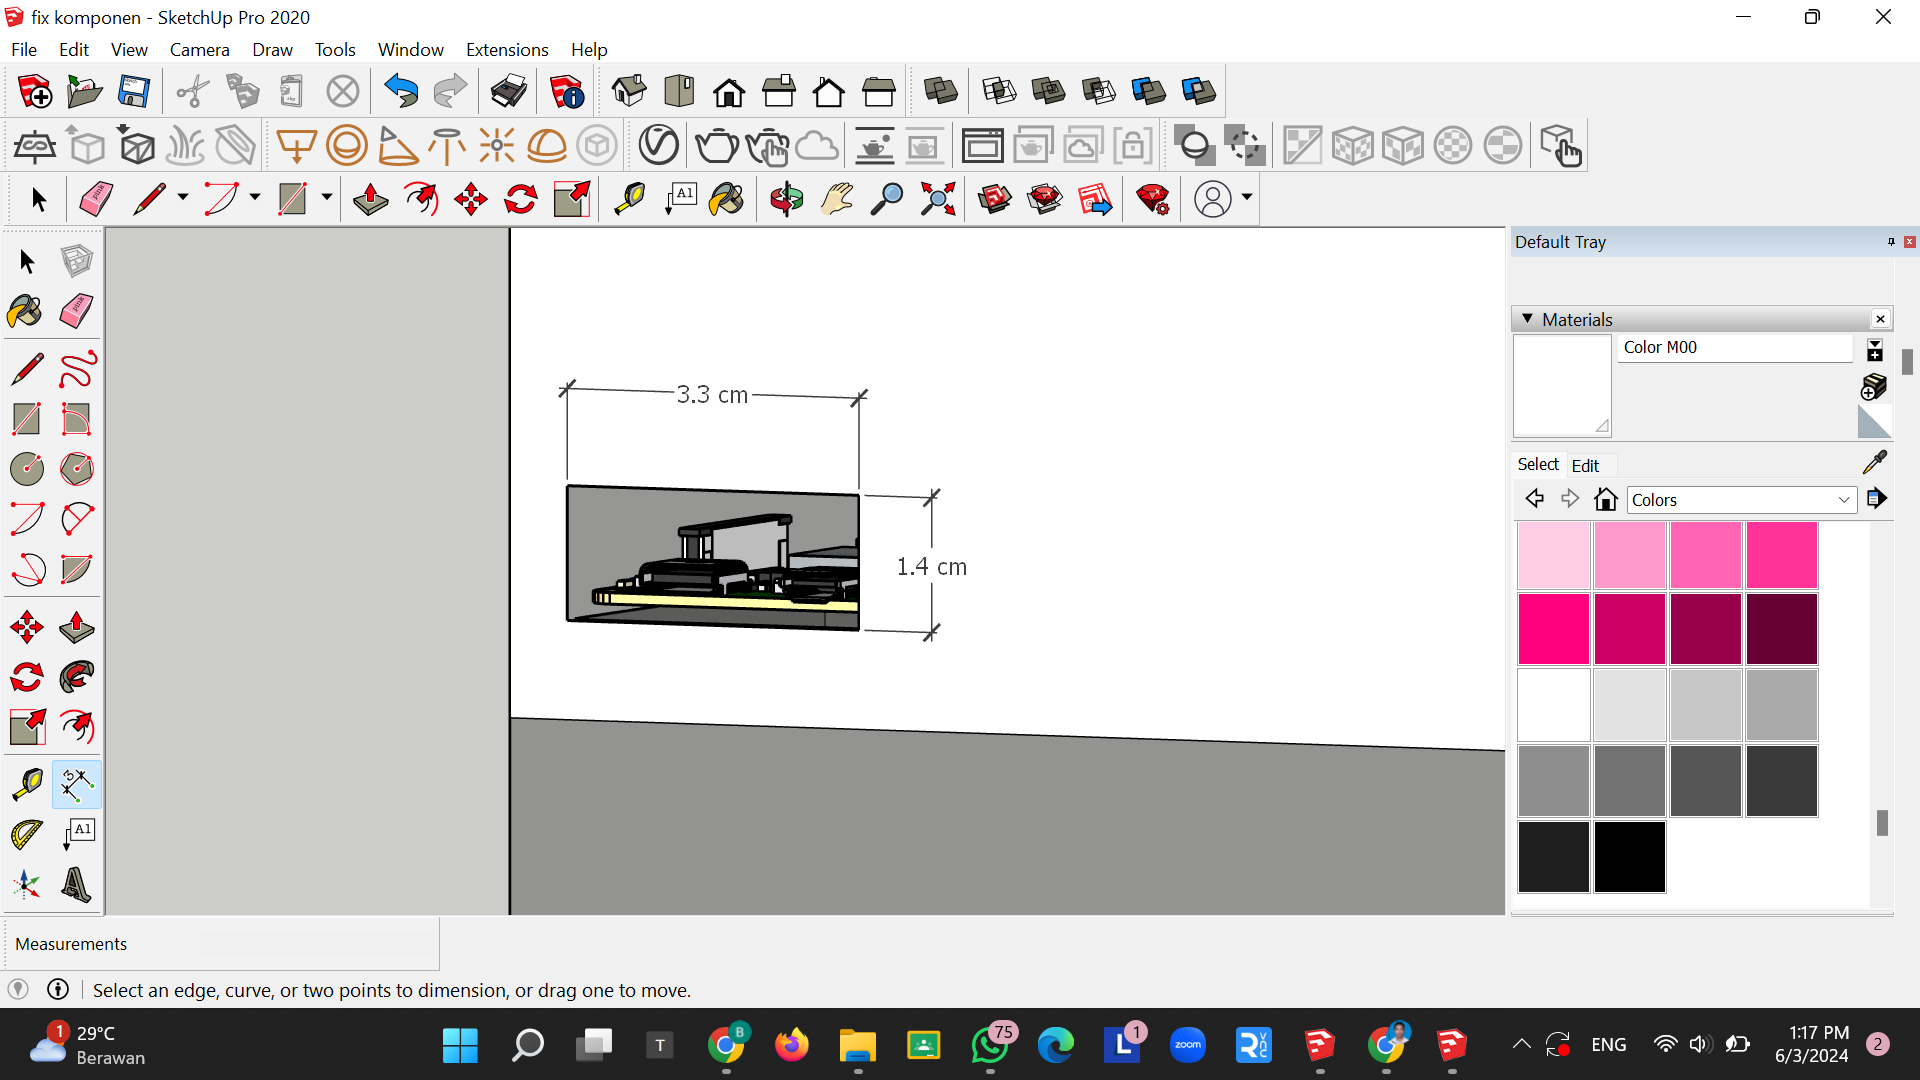 fix komponen - SketchUp Pro 2020
File Edit View Camera Draw Tools Window Extensions Help
A1
Default Tray
Materials
Color M00
Select Edit
Colors
3.3 cm
1.4 cm
3
A1
Measurements
Select an edge, curve, or two points to dimension, or drag one to move.
1
29°C
Berawan
T
B
75
L
1
zoom
ENG
1:17 PM
6/3/2024
2